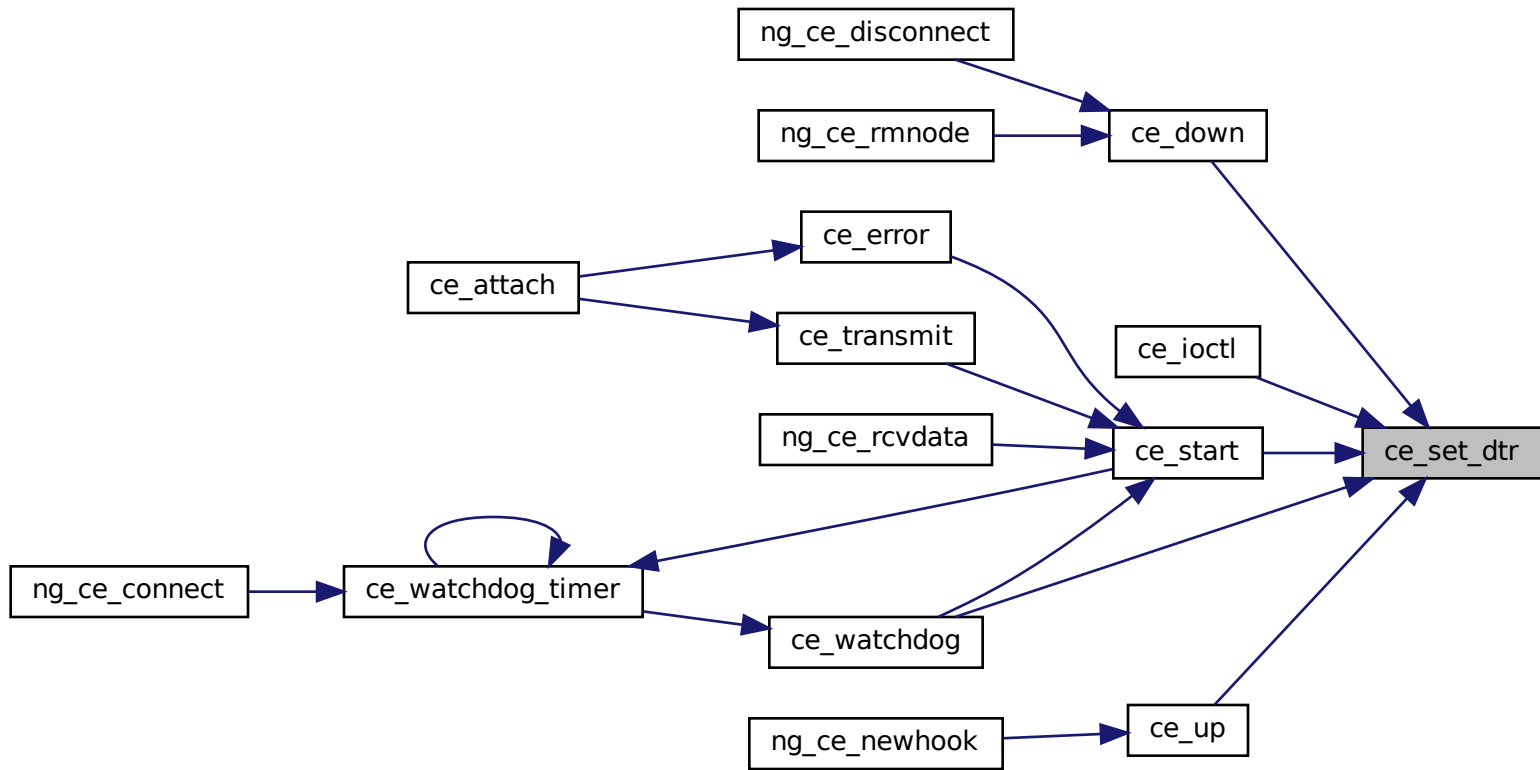 ng_ce_disconnect
ng_ce_rmnode
ce_down
ce_error
ce_attach
ce_transmit
ce_ioctl
ng_ce_rcvdata
ce_start
ce_set_dtr
ng_ce_connect
ce_watchdog_timer
ce_watchdog
ng_ce_newhook
ce_up